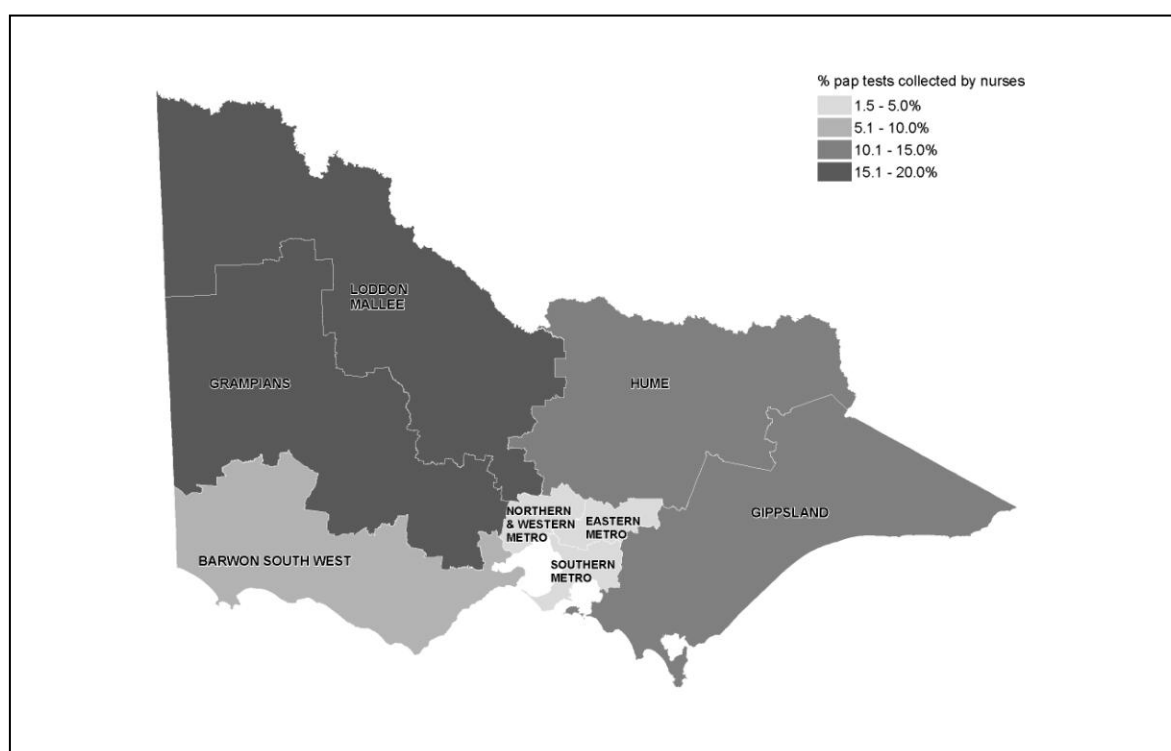 % pap tests collected by nurses
1.5 - 5.0%
5.1 - 10.0%
10.1 - 15.0%
15.1 - 20.0%
LODDON
MALLEE
GRAMPIANS
HUME
NORTHERN
& WESTERN
METRO
EASTERN
METRO
GIPPSLAND
BARWON SOUTH WEST
SOUTHERN
METRO